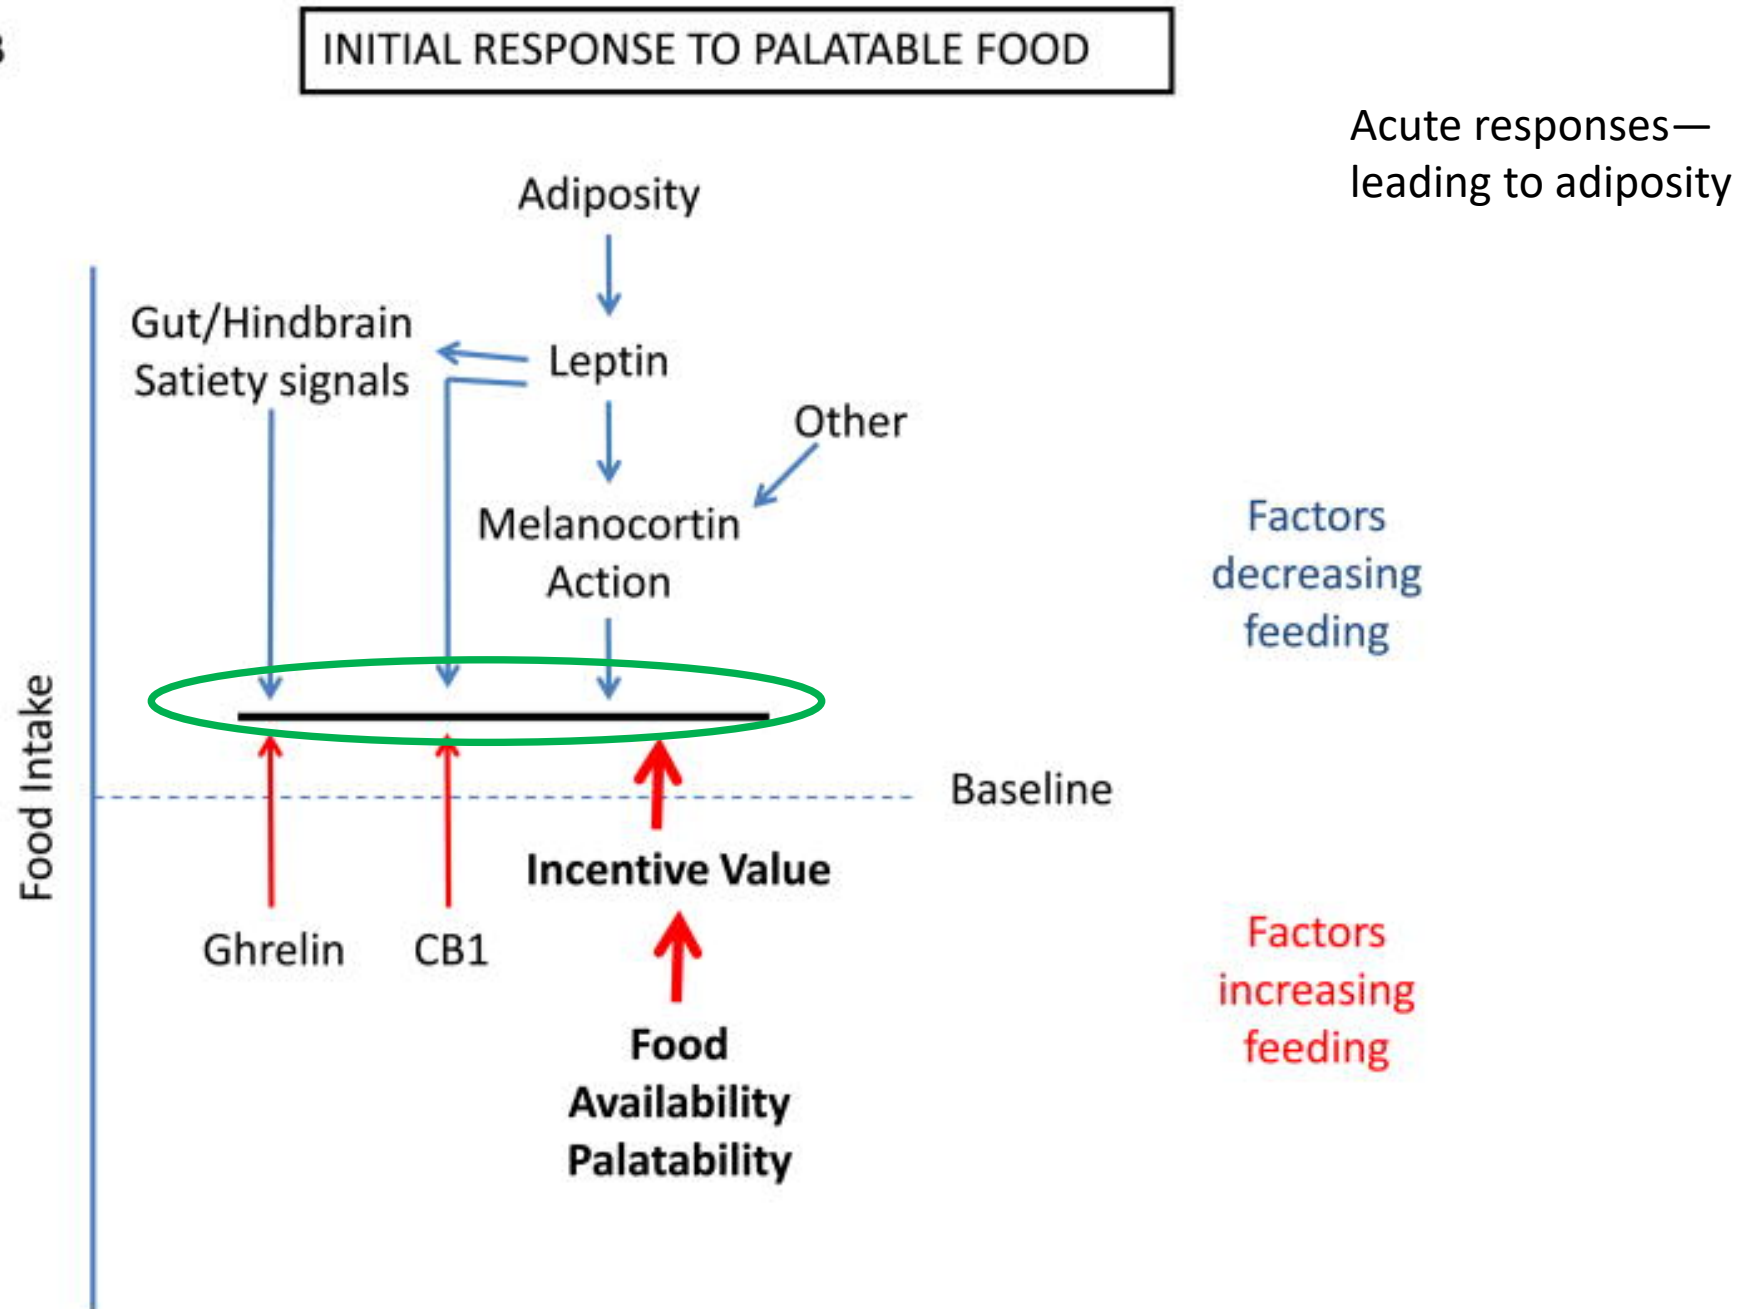 INITIAL RESPONSE TO PALATABLE FOOD
Acute responses—
leading to adiposity
Adiposity
Gut/Hindbrain
Satiety signals
Leptin
Other
Melanocortin
Action
Factors
decreasing
feeding
Food Intake
Baseline
Incentive Value
Ghrelin
CB1
Factors
increasing
feeding
Food
Availability
Palatability